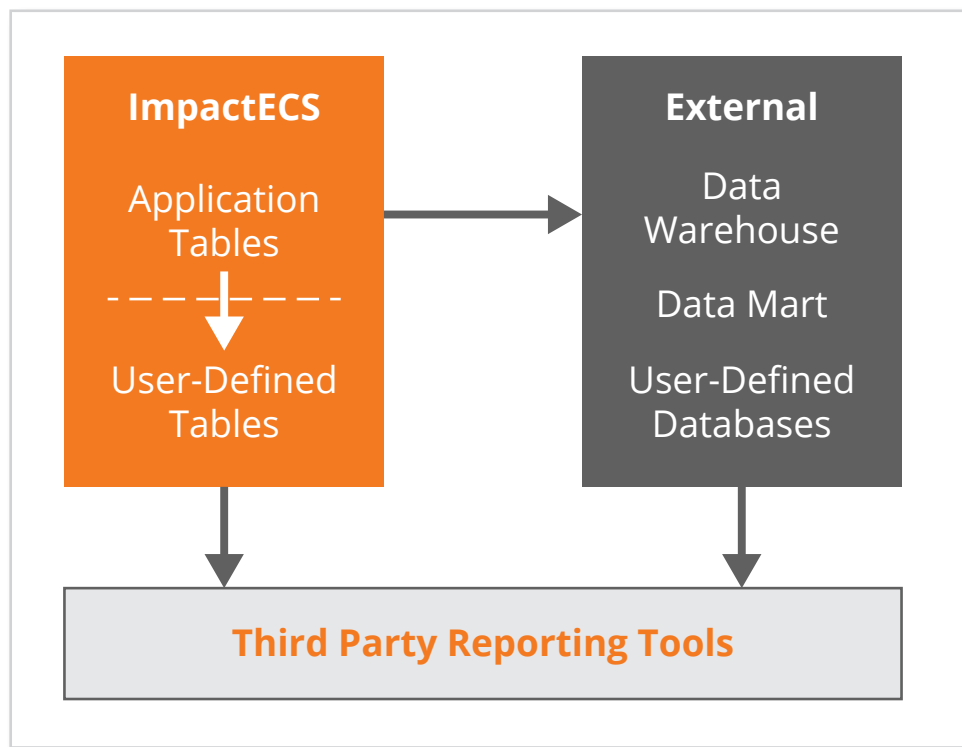 ImpactECS
Application
Tables
User-Defined
Tables
External
Data
Warehouse
Data Mart
User-Defined
Databases
Third Party Reporting Tools